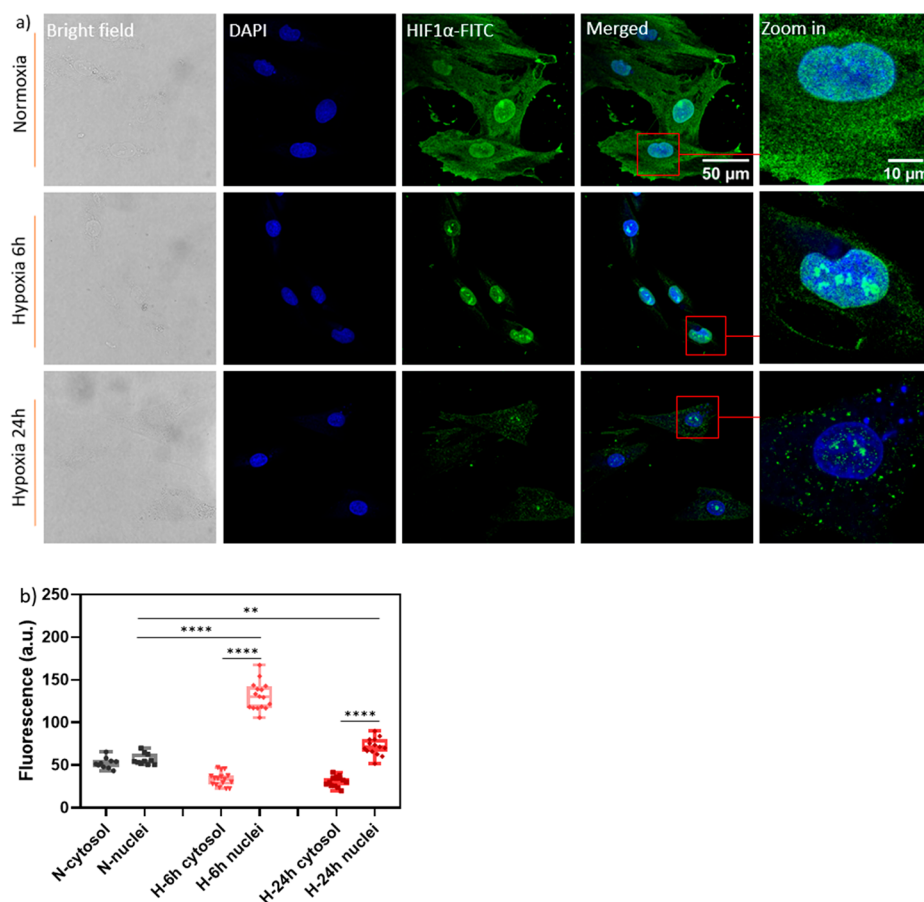 a)
Bright field
DAPI
HIF1α-FITC
Merged
Zoom in
Normoxia
50 μm
10 μm
Hypoxia 6h
Hypoxia 24h
b)
250
200
150
100
50
0
Fluorescence (a.u.)
**
****
****
****
N-cytosol
N-nuclei
H-6h cytosol
H-6h nuclei
H-24h cytosol
H-24h nuclei